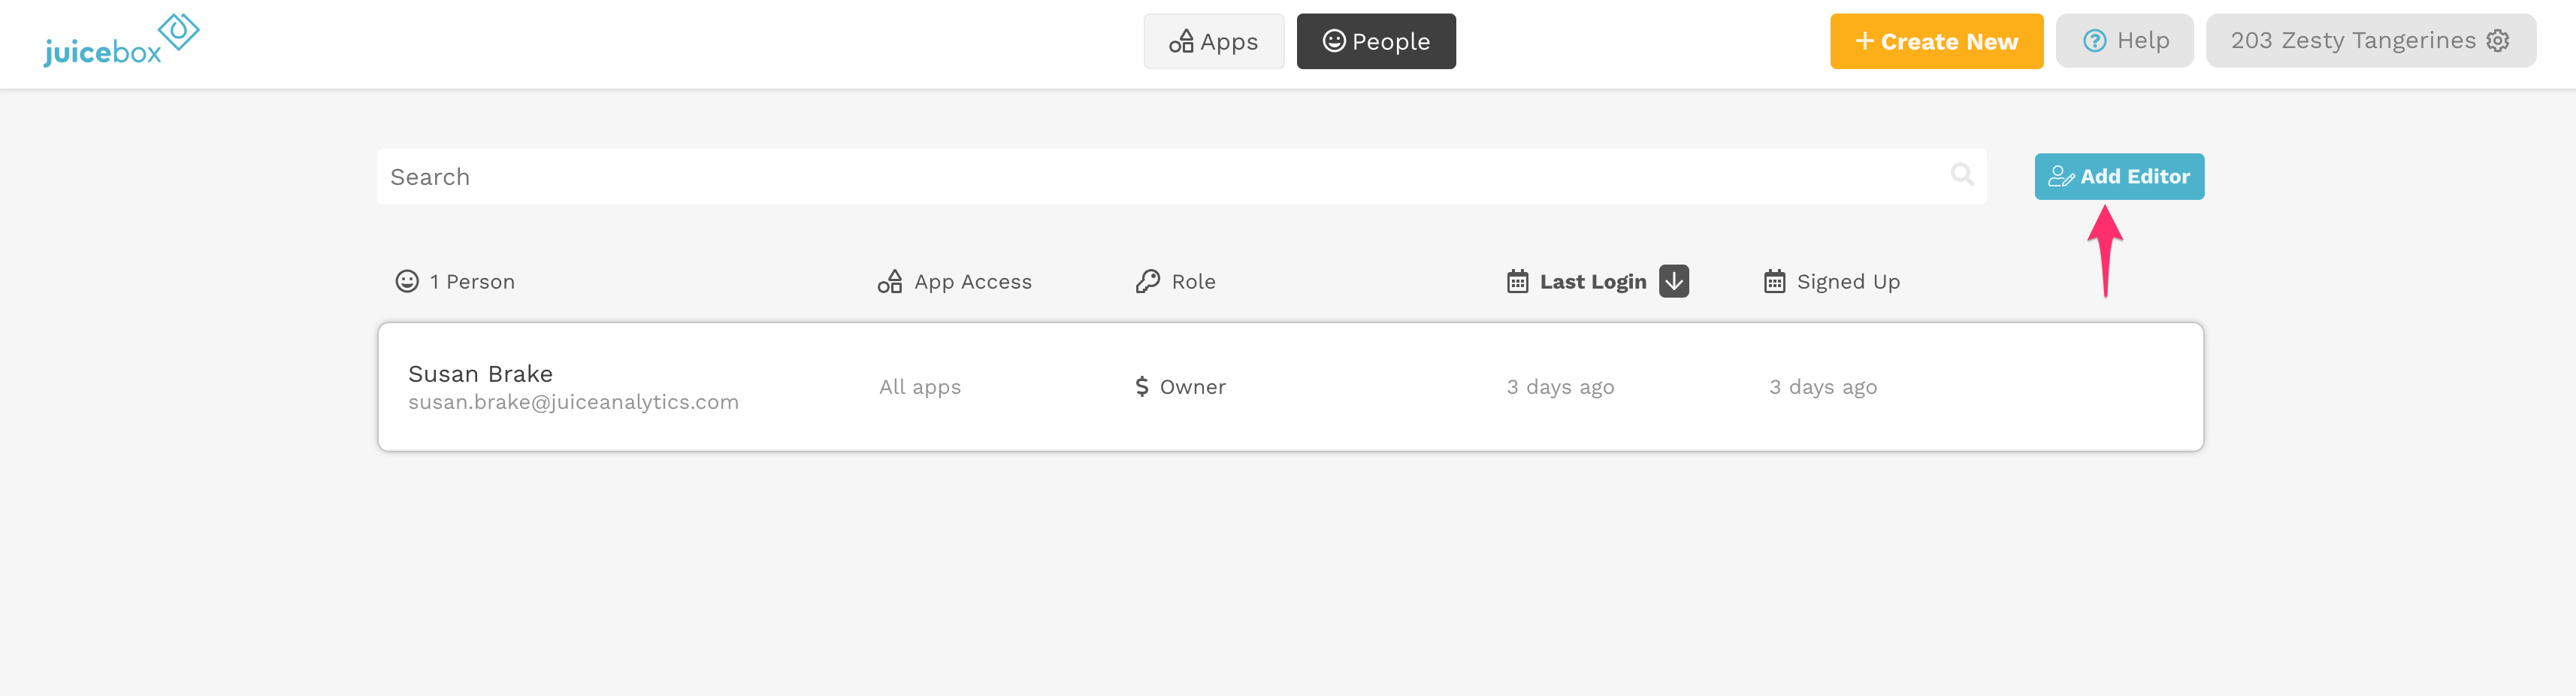 juicebox
Apps
People
Create New
Help
203 Zesty Tangerines
Search
Add Editor
1 Person
App Access
Role
Last Login
Signed Up
Susan Brake
susan.brake@juiceanalytics.com
All apps
$ Owner
3 days ago
3 days ago